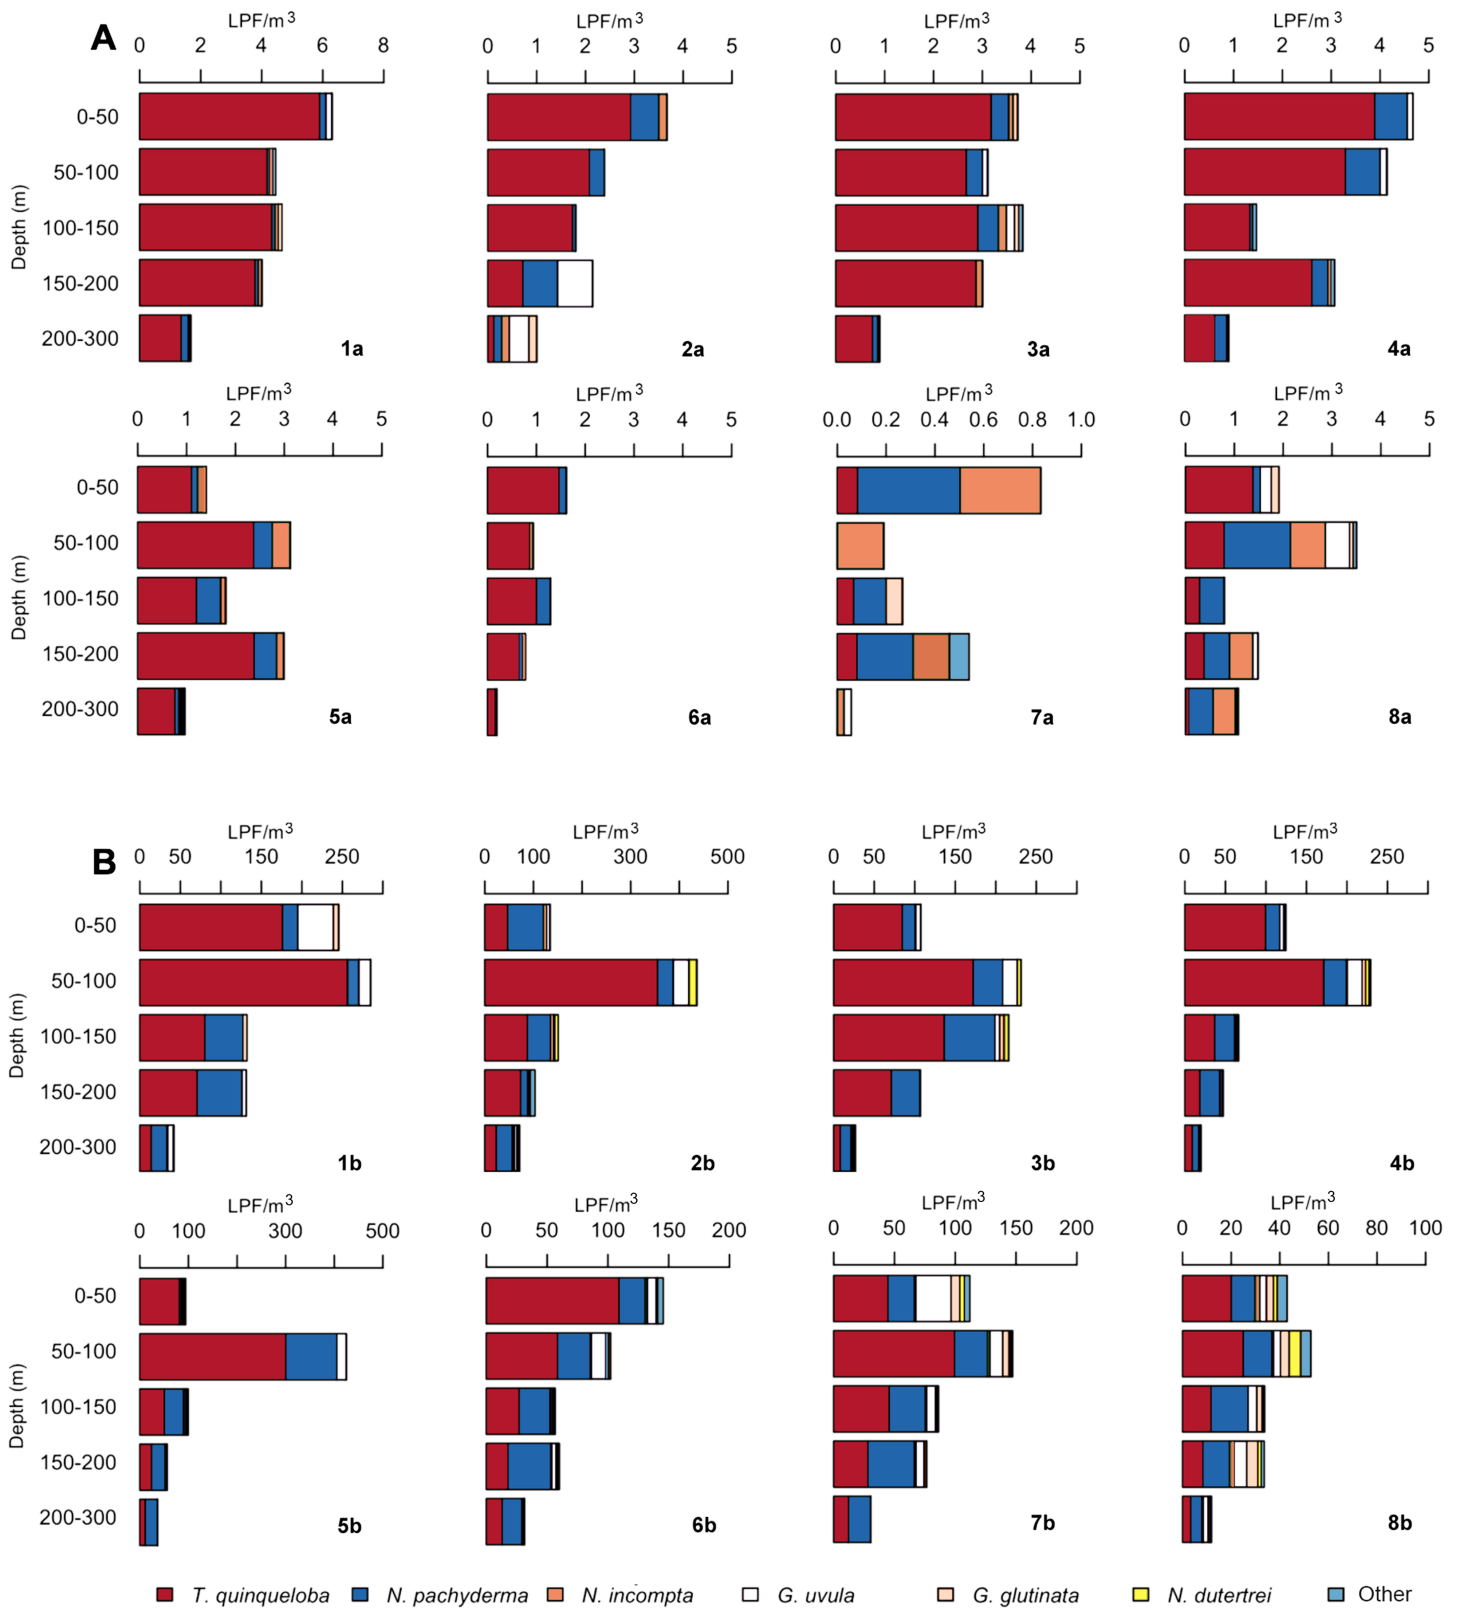 A
LPF/m3 LPF/m3 LPF/m3 LPF/m3
0 2 4 6 8 0 1 2 3 4 5 0 1 2 3 4 5 0 1 2 3 4 5
Depth (m)
0-50
50-100
100-150
150-200
200-300
1a 2a 3a 4a
LPF/m3 LPF/m3 LPF/m3 LPF/m3
0 1 2 3 4 5 0 1 2 3 4 5 0.0 0.2 0.4 0.6 0.8 1.0 0 1 2 3 4 5
Depth (m)
0-50
50-100
100-150
150-200
200-300
5a 6a 7a 8a
B
LPF/m3 LPF/m3 LPF/m3 LPF/m3
0 50 150 250 0 100 300 500 0 50 150 250 0 50 150 250
Depth (m)
0-50
50-100
100-150
150-200
200-300
1b 2b 3b 4b
LPF/m3 LPF/m3 LPF/m3 LPF/m3
0 100 300 500 0 50 100 150 200 0 50 100 150 200 0 20 40 60 80 100
Depth (m)
0-50
50-100
100-150
150-200
200-300
5b 6b 7b 8b
T. quinqueloba N. pachyderma N. incompta G. uvula G. glutinata N. dutertrei Other